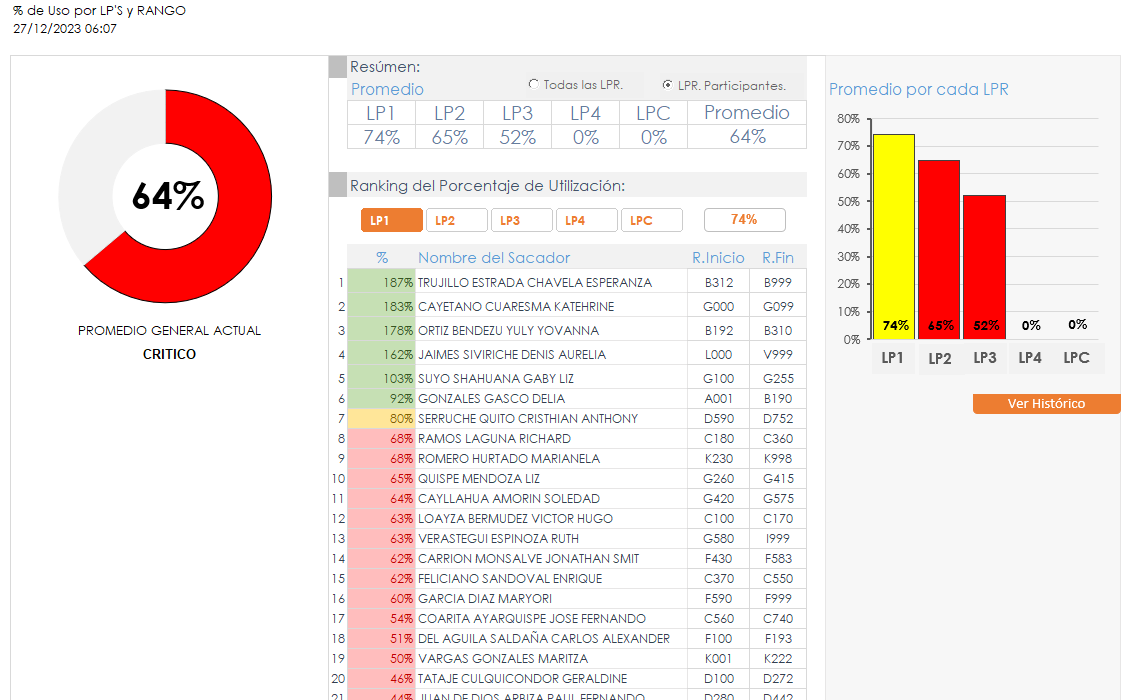 % de Uso por LP'S y RANGO
27/12/2023 06:07
64%
PROMEDIO GENERAL ACTUAL
CRITICO
Resúmen:
Promedio
Todas las LPR.
LPR. Participantes.
LP1 LP2 LP3 LP4 LPC Promedio
74% 65% 52% 0% 0% 64%
Ranking del Porcentaje de Utilización:
LP1 LP2 LP3 LP4 LPC 74%
% Nombre del Sacador R.Inicio R.Fin
1 187% TRUJILLO ESTRADA CHAVELA ESPERANZA B312 B999
2 183% CAYETANO CUARESMA KATEHRINE G000 G099
3 178% ORTIZ BENDEZU YULY YOVANNA B192 B310
4 162% JAIMES SIVIRICHE DENIS AURELIA L000 V999
5 103% SUYO SHAHUANA GABY LIZ G100 G255
6 92% GONZALES GASCO DELIA A001 B190
7 80% SERRUCHE QUITO CRISTHIAN ANTHONY D590 D752
8 68% RAMOS LAGUNA RICHARD C180 C360
9 68% ROMERO HURTADO MARIANELA K230 K998
10 65% QUISPE MENDOZA LIZ G260 G415
11 64% CAYLLAHUA AMORIN SOLEDAD G420 G575
12 63% LOAYZA BERMUDEZ VICTOR HUGO C100 C170
13 63% VERASTEGUI ESPINOZA RUTH G580 I999
14 62% CARRION MONSALVE JONATHAN SMIT F430 F583
15 62% FELICIANO SANDOVAL ENRIQUE C370 C550
16 60% GARCIA DIAZ MARYORI F590 F999
17 54% COARITA AYARQUISPE JOSE FERNANDO C560 C740
18 51% DEL AGUILA SALDAÑA CARLOS ALEXANDER F100 F193
19 50% VARGAS GONZALES MARITZA K001 K222
20 46% TATAJE CULQUICONDOR GERALDINE D100 D272
21 44% JUAN DE DIOS ARBIZA PAUL FERNANDO D280 D442
Promedio por cada LPR
80%
70%
60%
50%
40%
30%
20%
10%
0%
74% 65% 52% 0% 0%
LP1 LP2 LP3 LP4 LPC
Ver Histórico